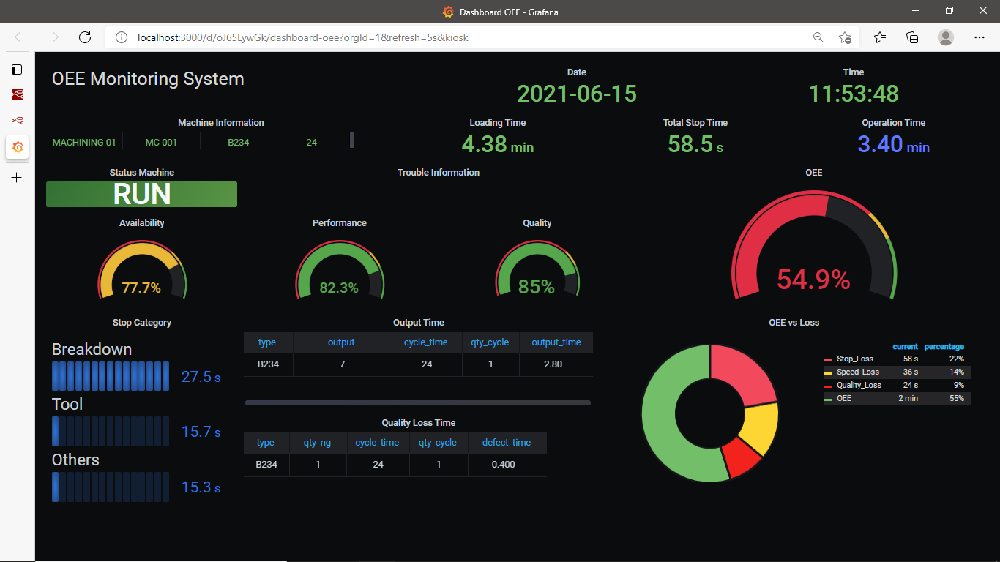 Dashboard OEE - Grafana
localhost:3000/d/oJ65LywGk/dashboard-oee?orgId=1&refresh=5s&kiosk
OEE Monitoring System
Date
2021-06-15
Time
11:53:48
Machine Information
MACHINING-01 MC-001 B234 24
Loading Time
4.38 min
Total Stop Time
58.5 s
Operation Time
3.40 min
Status Machine
RUN
Trouble Information
OEE
54.9%
Availability
77.7%
Performance
82.3%
Quality
85%
Stop Category
Breakdown
27.5 s
Tool
15.7 s
Others
15.3 s
Output Time
type output cycle_time qty_cycle output_time
B234 7 24 1 2.80
Quality Loss Time
type qty_ng cycle_time qty_cycle defect_time
B234 1 24 1 0.400
OEE vs Loss
current percentage
Stop_Loss 58 s 22%
Speed_Loss 36 s 14%
Quality_Loss 24 s 9%
OEE 2 min 55%